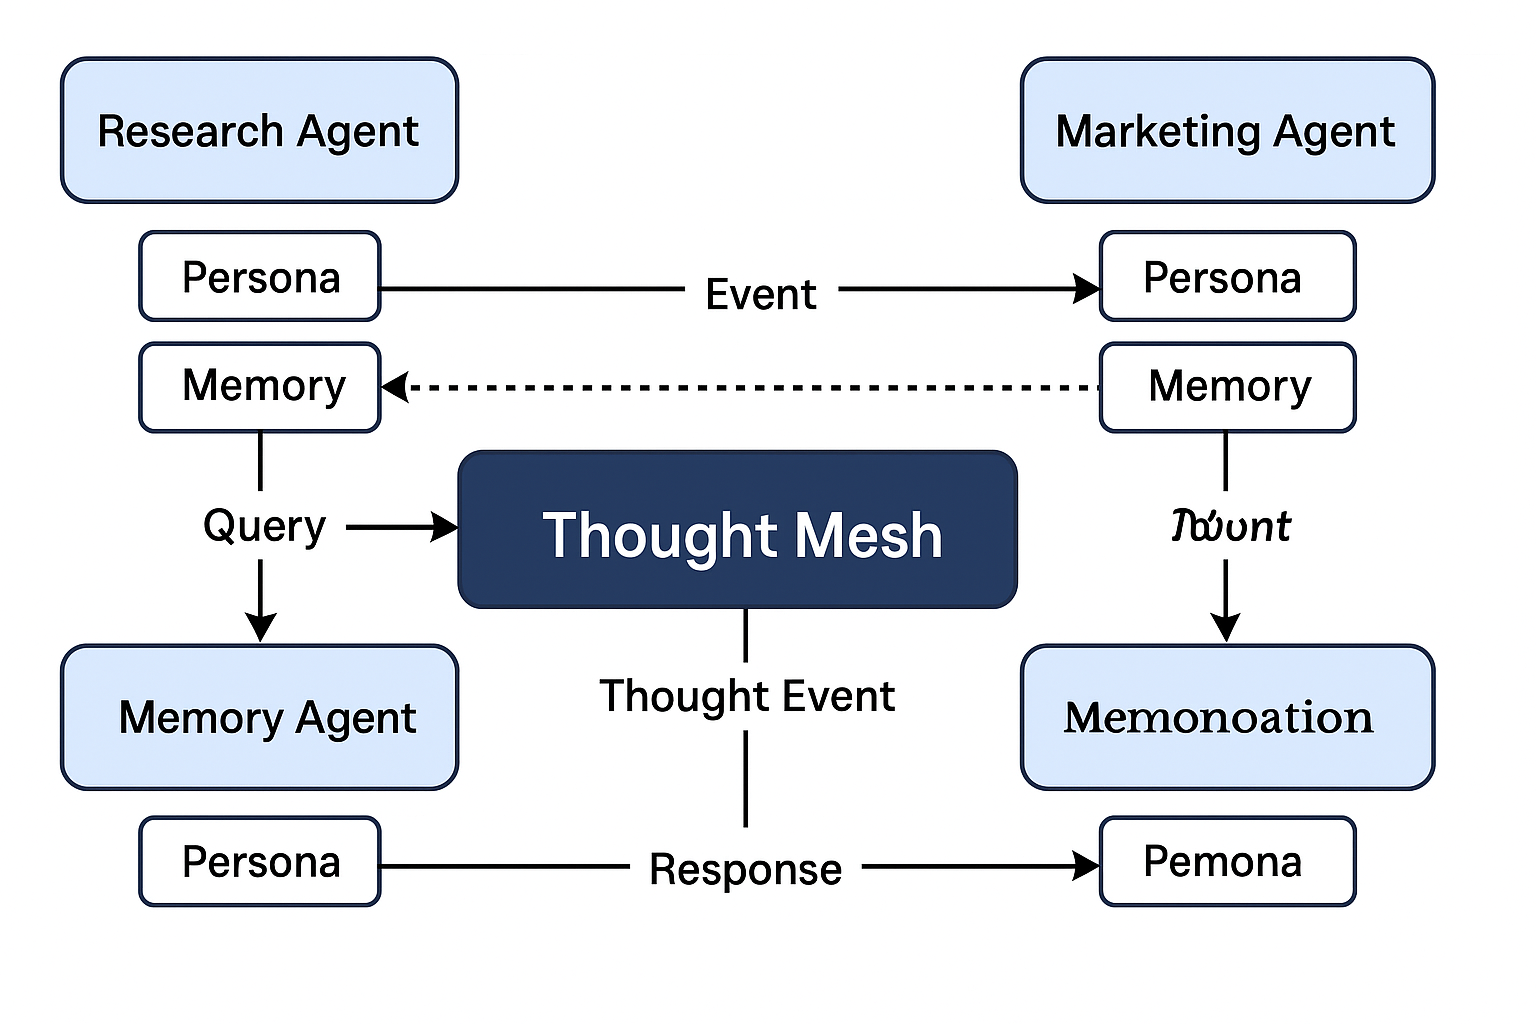 Research Agent
Marketing Agent
Persona
Event
Persona
Memory
Memory
Query
Thought Mesh
Memory Agent
Thought Event
Memonoation
Persona
Response
Pemona